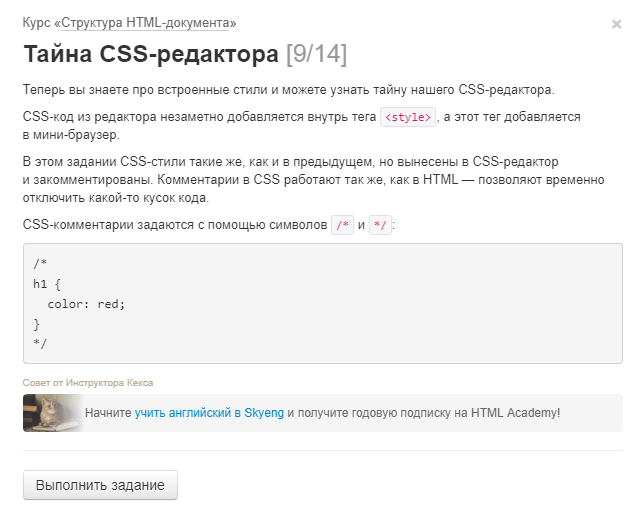 Курс «Структура HTML-документа»
×
Тайна CSS-редактора [9/14]
Теперь вы знаете про встроенные стили и можете узнать тайну нашего CSS-редактора.
CSS-код из редактора незаметно добавляется внутрь тега <style>, а этот тег добавляется
в мини-браузер.
В этом задании CSS-стили такие же, как и в предыдущем, но вынесены в CSS-редактор
и закомментированы. Комментарии в CSS работают так же, как в HTML — позволяют временно
отключить какой-то кусок кода.
CSS-комментарии задаются с помощью символов /* и */:
/*
h1 {
  color: red;
}
*/
Совет от Инструктора Кекса
Начните учить английский в Skyeng и получите годовую подписку на HTML Academy!
Выполнить задание